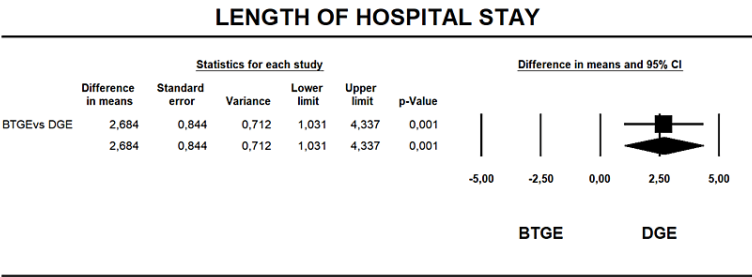 LENGTH OF HOSPITAL STAY
Statistics for each study
Difference in means and 95% CI
Difference in means Standard error Variance Lower limit Upper limit p-Value
BTGEvs DGE 2,684 0,844 0,712 1,031 4,337 0,001
2,684 0,844 0,712 1,031 4,337 0,001
-5,00 -2,50 0,00 2,50 5,00
BTGE DGE